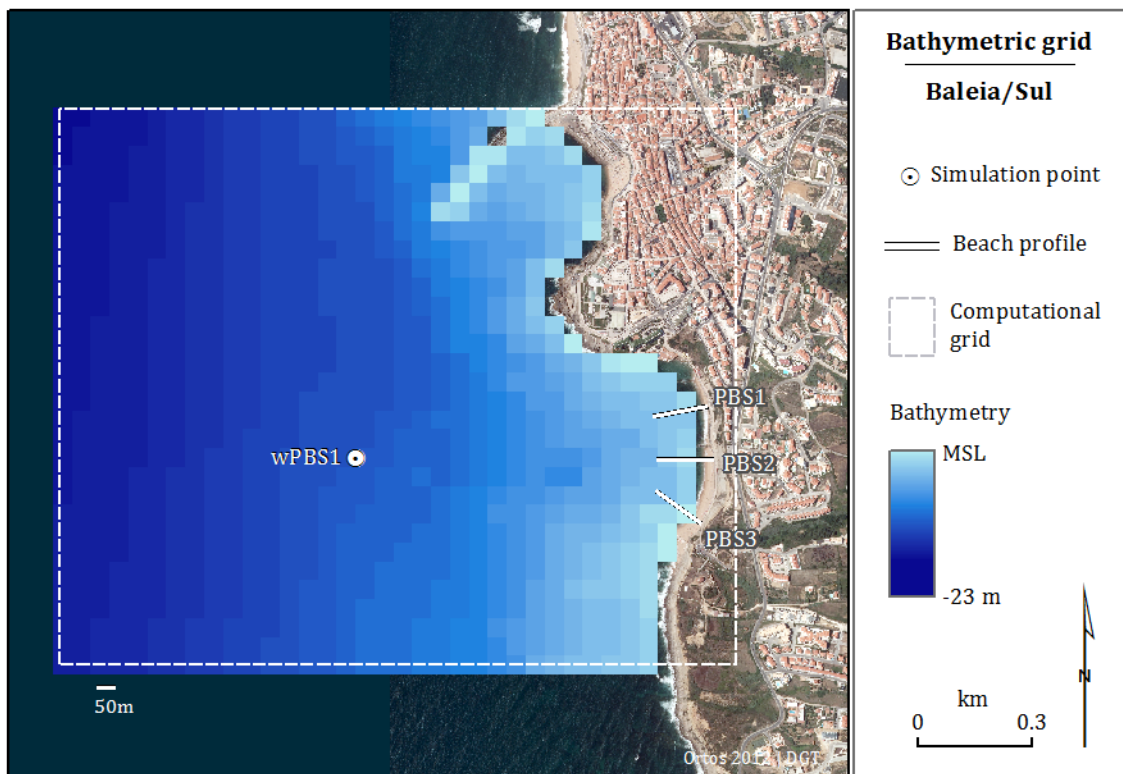 PBS1
wPBS1
PBS2
PBS3
50m
Ortos 2012 | DGT
Bathymetric grid
Baleia/Sul
Simulation point
Beach profile
Computational
grid
Bathymetry
MSL
-23 m
N
km
0 0.3